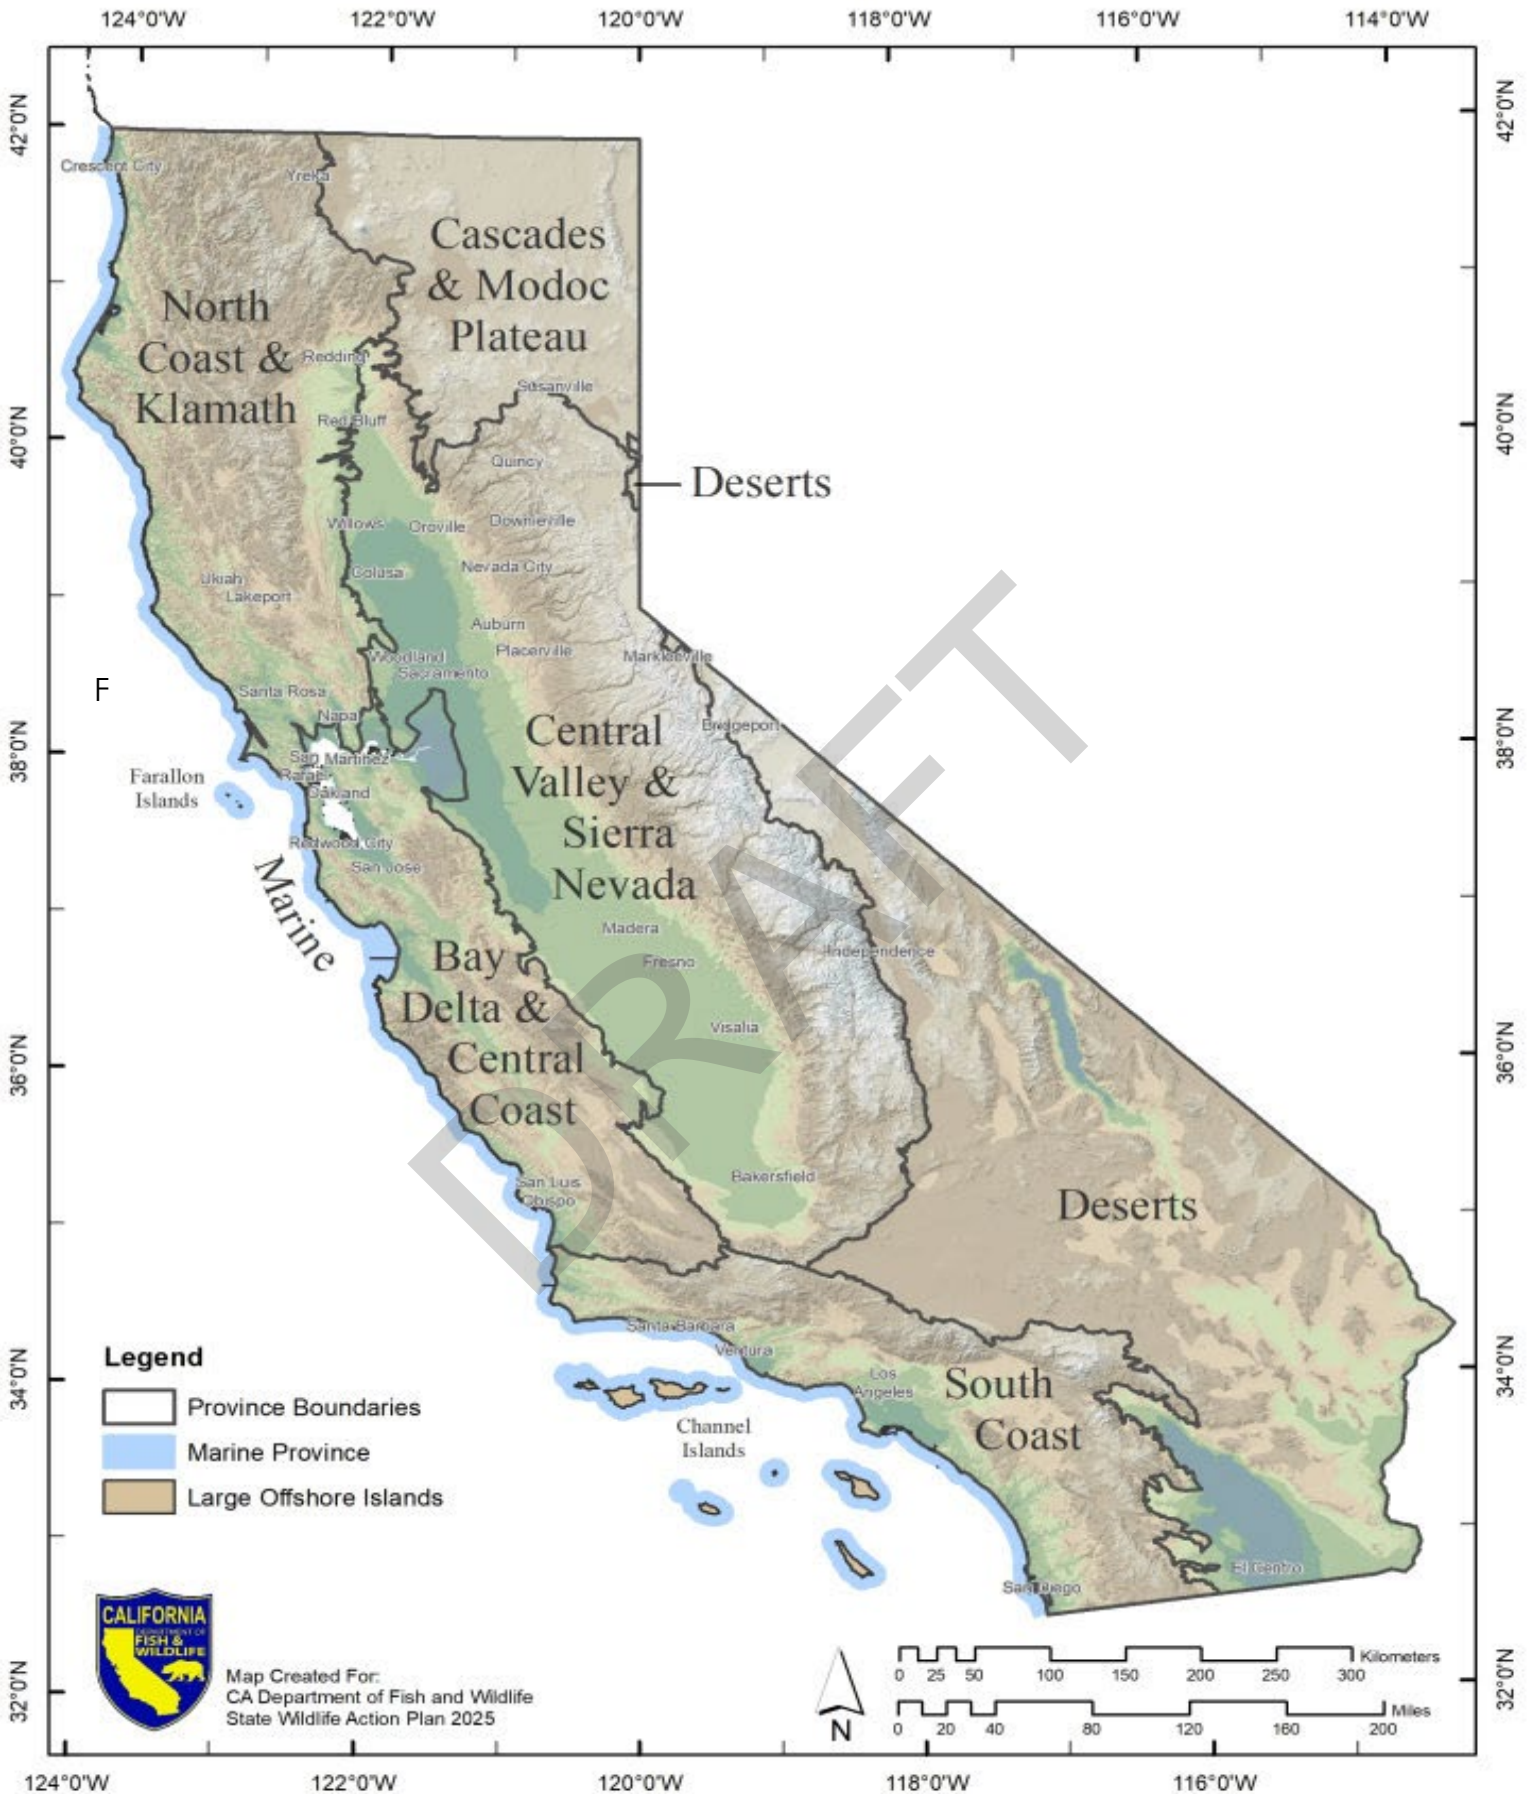 124°0'W 122°0'W 120°0'W 118°0'W 116°0'W 114°0'W
42°0'N
42°0'N
Crescent City
Yreka
Cascades
& Modoc
Plateau
North
Coast &
Klamath
Redding
Susanville
Red Bluff
40°0'N
40°0'N
Quincy
Deserts
Willows
Oroville
Downieville
Colusa
Nevada City
Ukiah
Lakeport
Auburn
Placerville
Woodland
Sacramento
Markleeville
F
Santa Rosa
Napa
Bridgeport
38°0'N
38°0'N
Central
Valley &
Sierra
Nevada
San
Rafael
Martinez
Oakland
Farallon
Islands
Redwood City
San Jose
Marine
Madera
Fresno
Independence
Bay
Delta &
Central
Coast
Visalia
36°0'N
36°0'N
DRAFT
Bakersfield
San Luis
Obispo
Deserts
Santa Barbara
Ventura
Los
Angeles
South
Coast
34°0'N
34°0'N
Channel
Islands
El Centro
San Diego
Legend
Province Boundaries
Marine Province
Large Offshore Islands
CALIFORNIA
DEPARTMENT OF
FISH &
WILDLIFE
Map Created For:
CA Department of Fish and Wildlife
State Wildlife Action Plan 2025
N
0 25 50 100 150 200 250 300 Kilometers
0 20 40 80 120 160 200 Miles
32°0'N
32°0'N
124°0'W 122°0'W 120°0'W 118°0'W 116°0'W